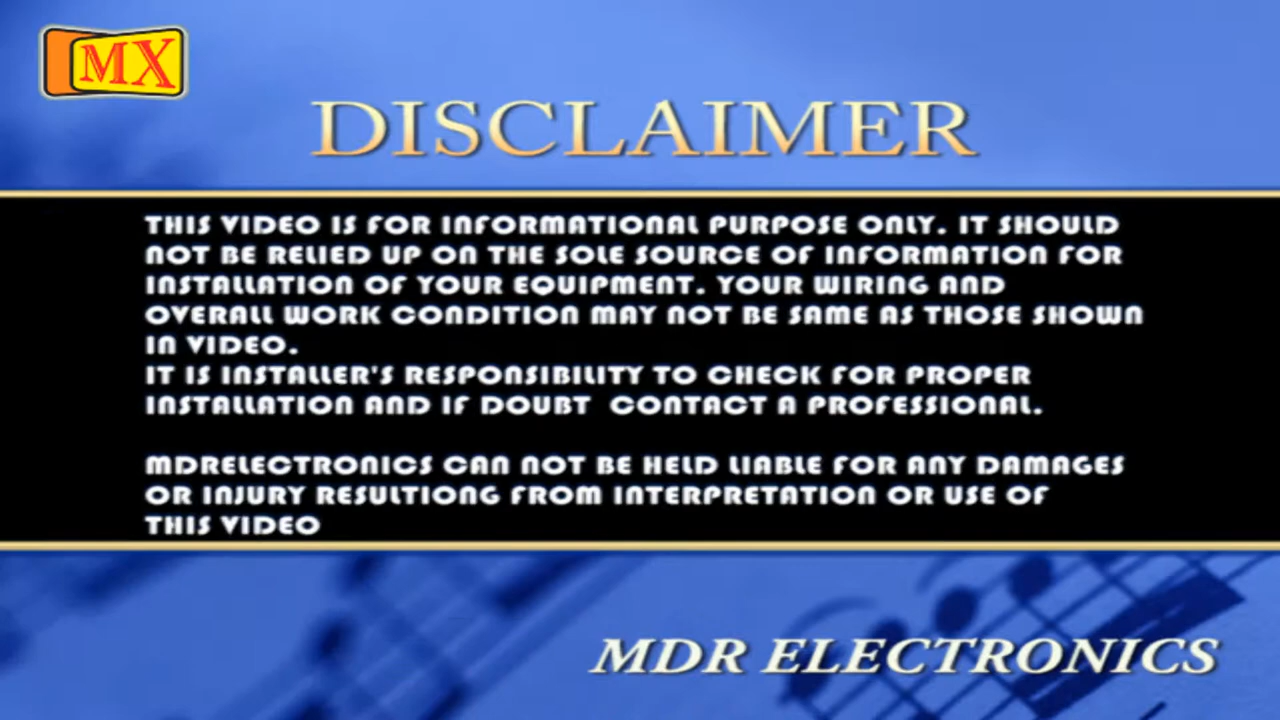 MX
DISCLAIMER
THIS VIDEO IS FOR INFORMATIONAL PURPOSE ONLY. IT SHOULD
NOT BE RELIED UP ON THE SOLE SOURCE OF INFORMATION FOR
INSTALLATION OF YOUR EQUIPMENT. YOUR WIRING AND
OVERALL WORK CONDITION MAY NOT BE SAME AS THOSE SHOWN
IN VIDEO.
IT IS INSTALLER'S RESPONSIBILITY TO CHECK FOR PROPER
INSTALLATION AND IF DOUBT CONTACT A PROFESSIONAL.
MDRELECTRONICS CAN NOT BE HELD LIABLE FOR ANY DAMAGES
OR INJURY RESULTIONG FROM INTERPRETATION OR USE OF
THIS VIDEO
MDR ELECTRONICS